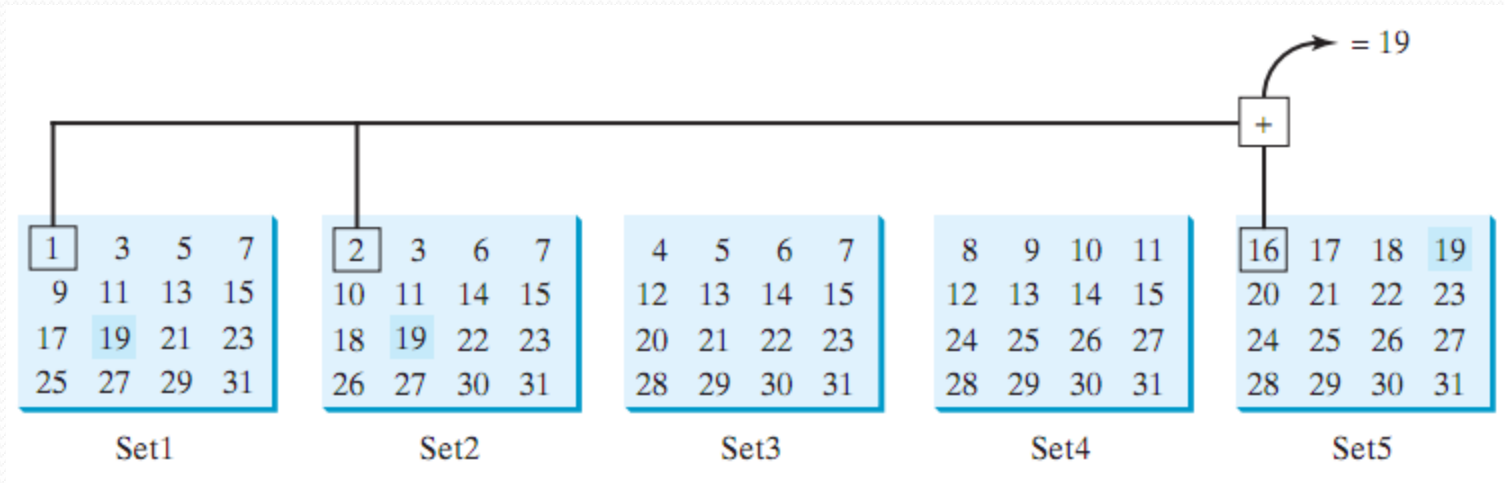 = 19
+
1 3 5 7
9 11 13 15
17 19 21 23
25 27 29 31
Set1
2 3 6 7
10 11 14 15
18 19 22 23
26 27 30 31
Set2
4 5 6 7
12 13 14 15
20 21 22 23
28 29 30 31
Set3
8 9 10 11
12 13 14 15
24 25 26 27
28 29 30 31
Set4
16 17 18 19
20 21 22 23
24 25 26 27
28 29 30 31
Set5